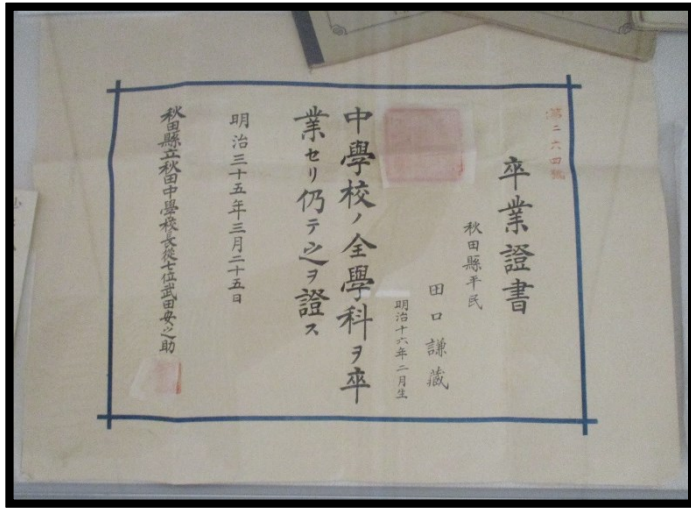 第二六四號
卒業證書
秋田縣平民
田口謙藏
明治十六年二月生
中學校ノ全學科ヲ卒
業セリ仍テ之ヲ證ス
明治三十五年三月二十五日
秋田縣立秋田中學校長從七位武田安之助